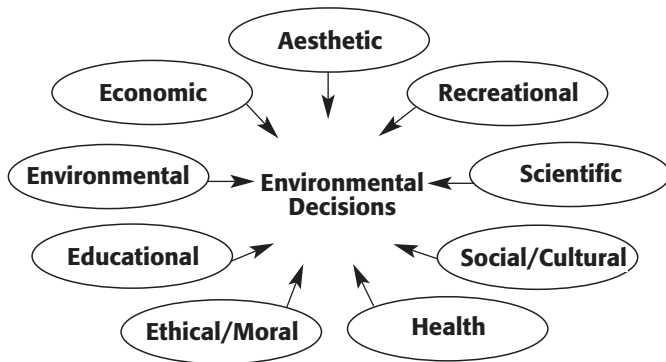 Aesthetic
Economic
Recreational
Environmental
Environmental
Decisions
Scientific
Educational
Social/Cultural
Ethical/Moral
Health